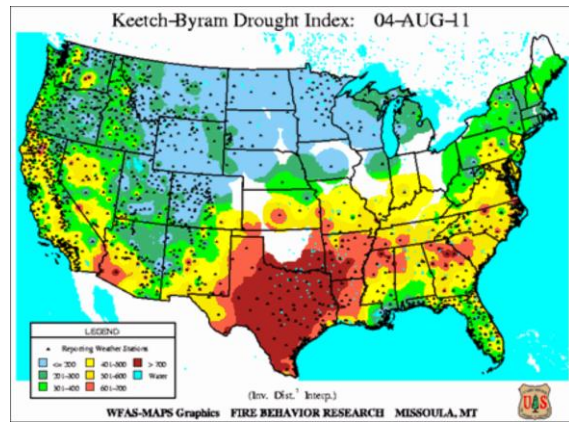 Keetch-Byram Drought Index: 04-AUG-11
LEGEND
Reporting Weather Stations
<= 200 401-500 > 700
201-300 501-600 Water
301-400 601-700
(Inv. Dist.² Interp.)
WFAS-MAPS Graphics FIRE BEHAVIOR RESEARCH MISSOULA, MT
U S